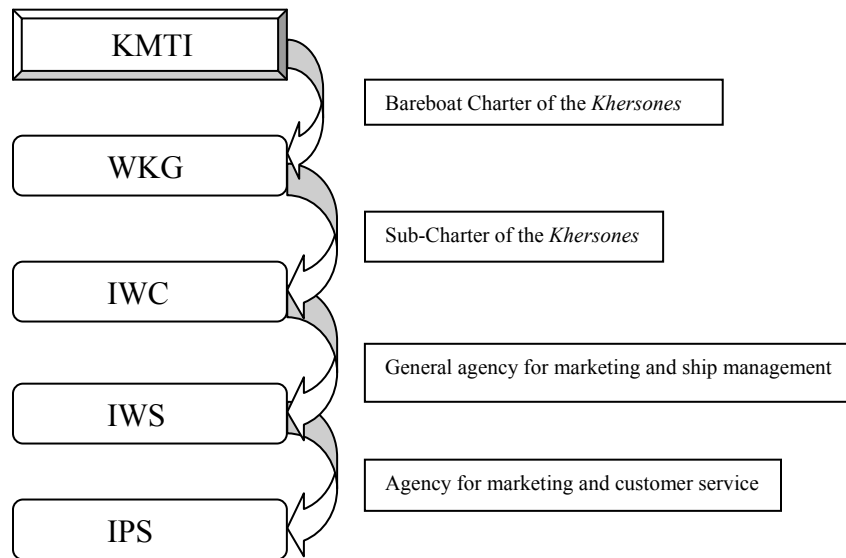 KMTI
Bareboat Charter of the Khersones
WKG
Sub-Charter of the Khersones
IWC
General agency for marketing and ship management
IWS
Agency for marketing and customer service
IPS